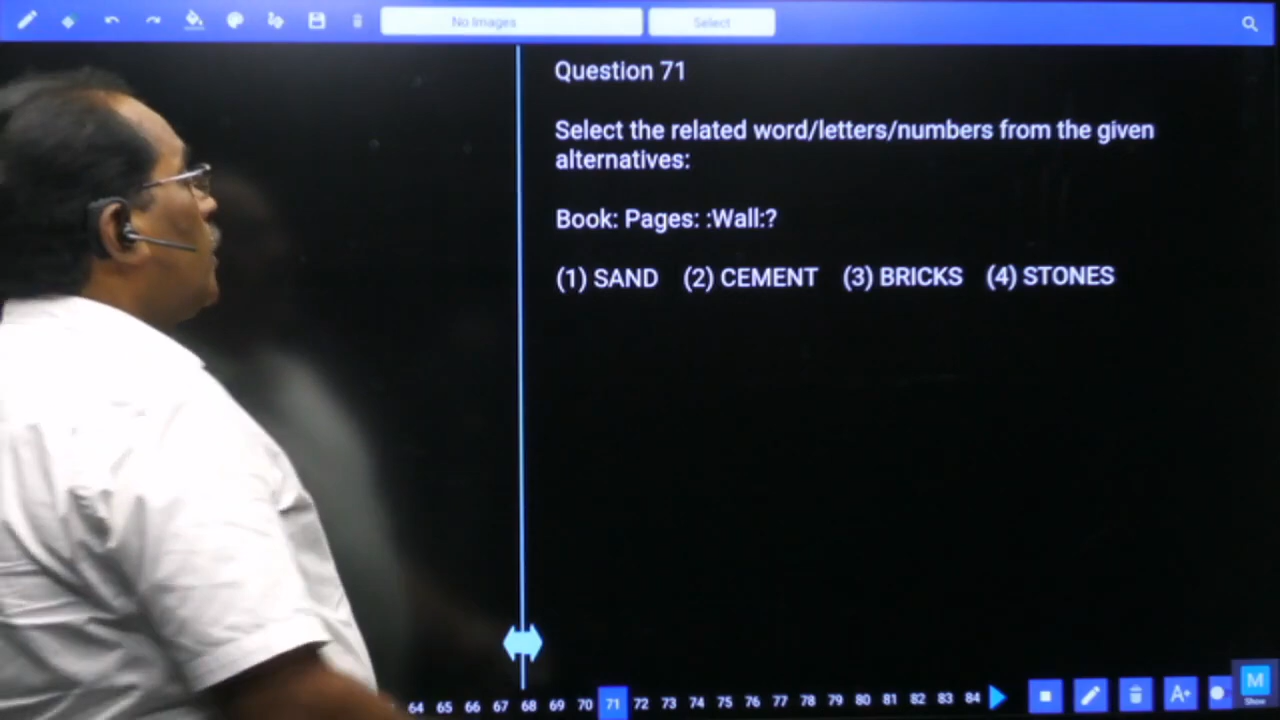 No Images
Select
Question 71
Select the related word/letters/numbers from the given
alternatives:
Book: Pages: :Wall:?
(1) SAND (2) CEMENT (3) BRICKS (4) STONES
64 65 66 67 68 69 70 71 72 73 74 75 76 77 78 79 80 81 82 83 84
A+
M
Show